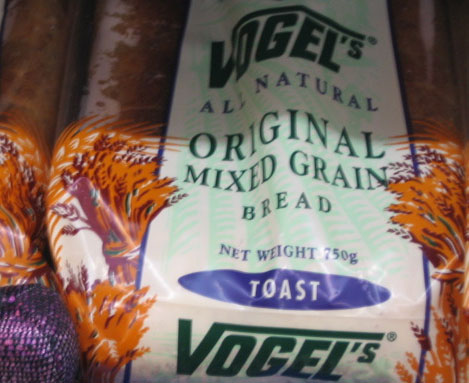 VOGEL'S®
ALL NATURAL
ORIGINAL
MIXED GRAIN
BREAD
NET WEIGHT 750g
TOAST
VOGEL'S®